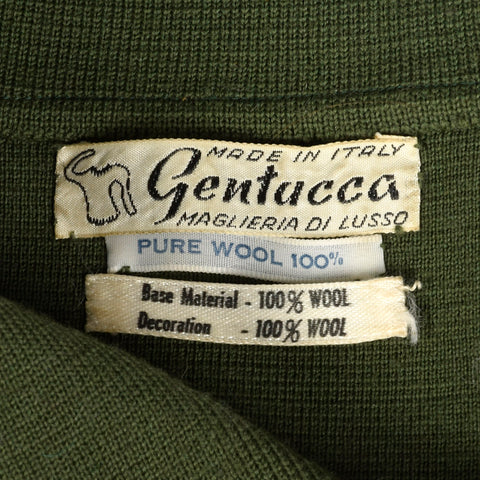 MADE IN ITALY
Gentucca
MAGLIERIA DI LUSSO
PURE WOOL 100%
Base Material - 100% WOOL
Decoration - 100% WOOL